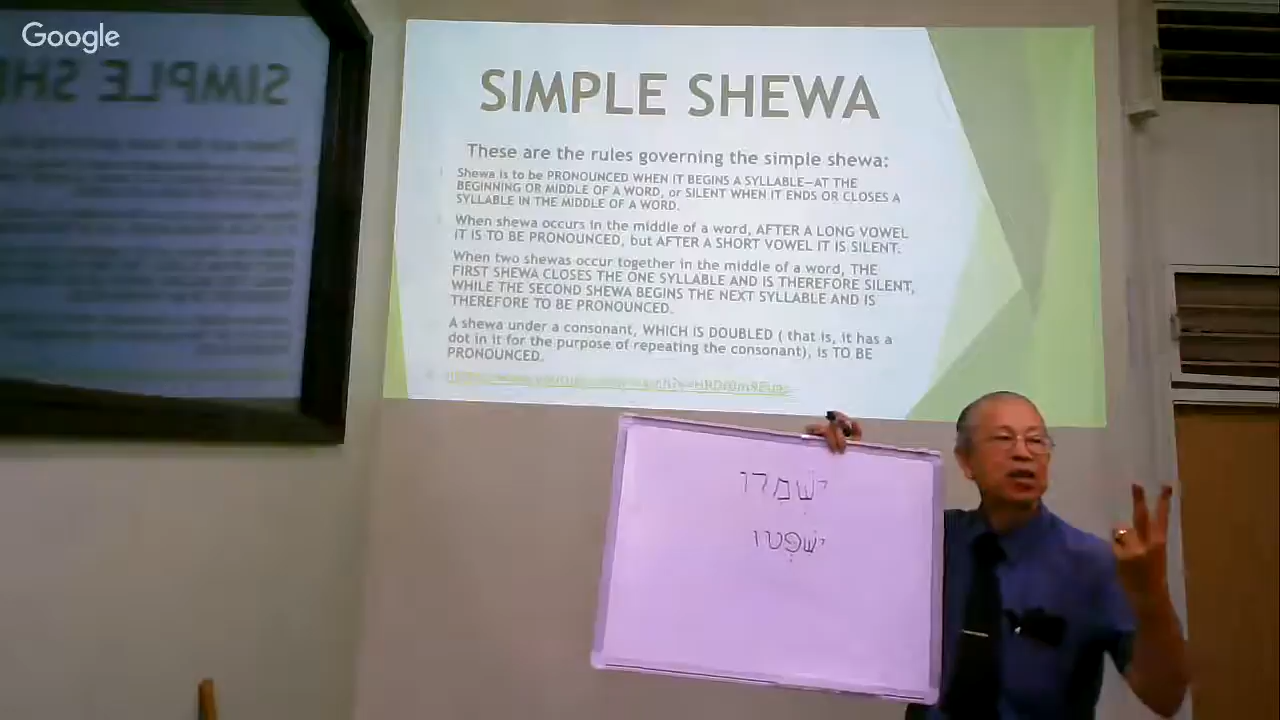 Google
SIMPLE SHE
SIMPLE SHEWA
These are the rules governing the simple shewa:
Shewa is to be PRONOUNCED WHEN IT BEGINS A SYLLABLE—AT THE
BEGINNING OR MIDDLE OF A WORD, or SILENT WHEN IT ENDS OR CLOSES A
SYLLABLE IN THE MIDDLE OF A WORD.
When shewa occurs in the middle of a word, AFTER A LONG VOWEL
IT IS TO BE PRONOUNCED, but AFTER A SHORT VOWEL IT IS SILENT.
When two shewas occur together in the middle of a word, THE
FIRST SHEWA CLOSES THE ONE SYLLABLE AND IS THEREFORE SILENT,
WHILE THE SECOND SHEWA BEGINS THE NEXT SYLLABLE AND IS
THEREFORE TO BE PRONOUNCED.
A shewa under a consonant, WHICH IS DOUBLED ( that is, it has a
dot in it for the purpose of repeating the consonant), is TO BE
PRONOUNCED.